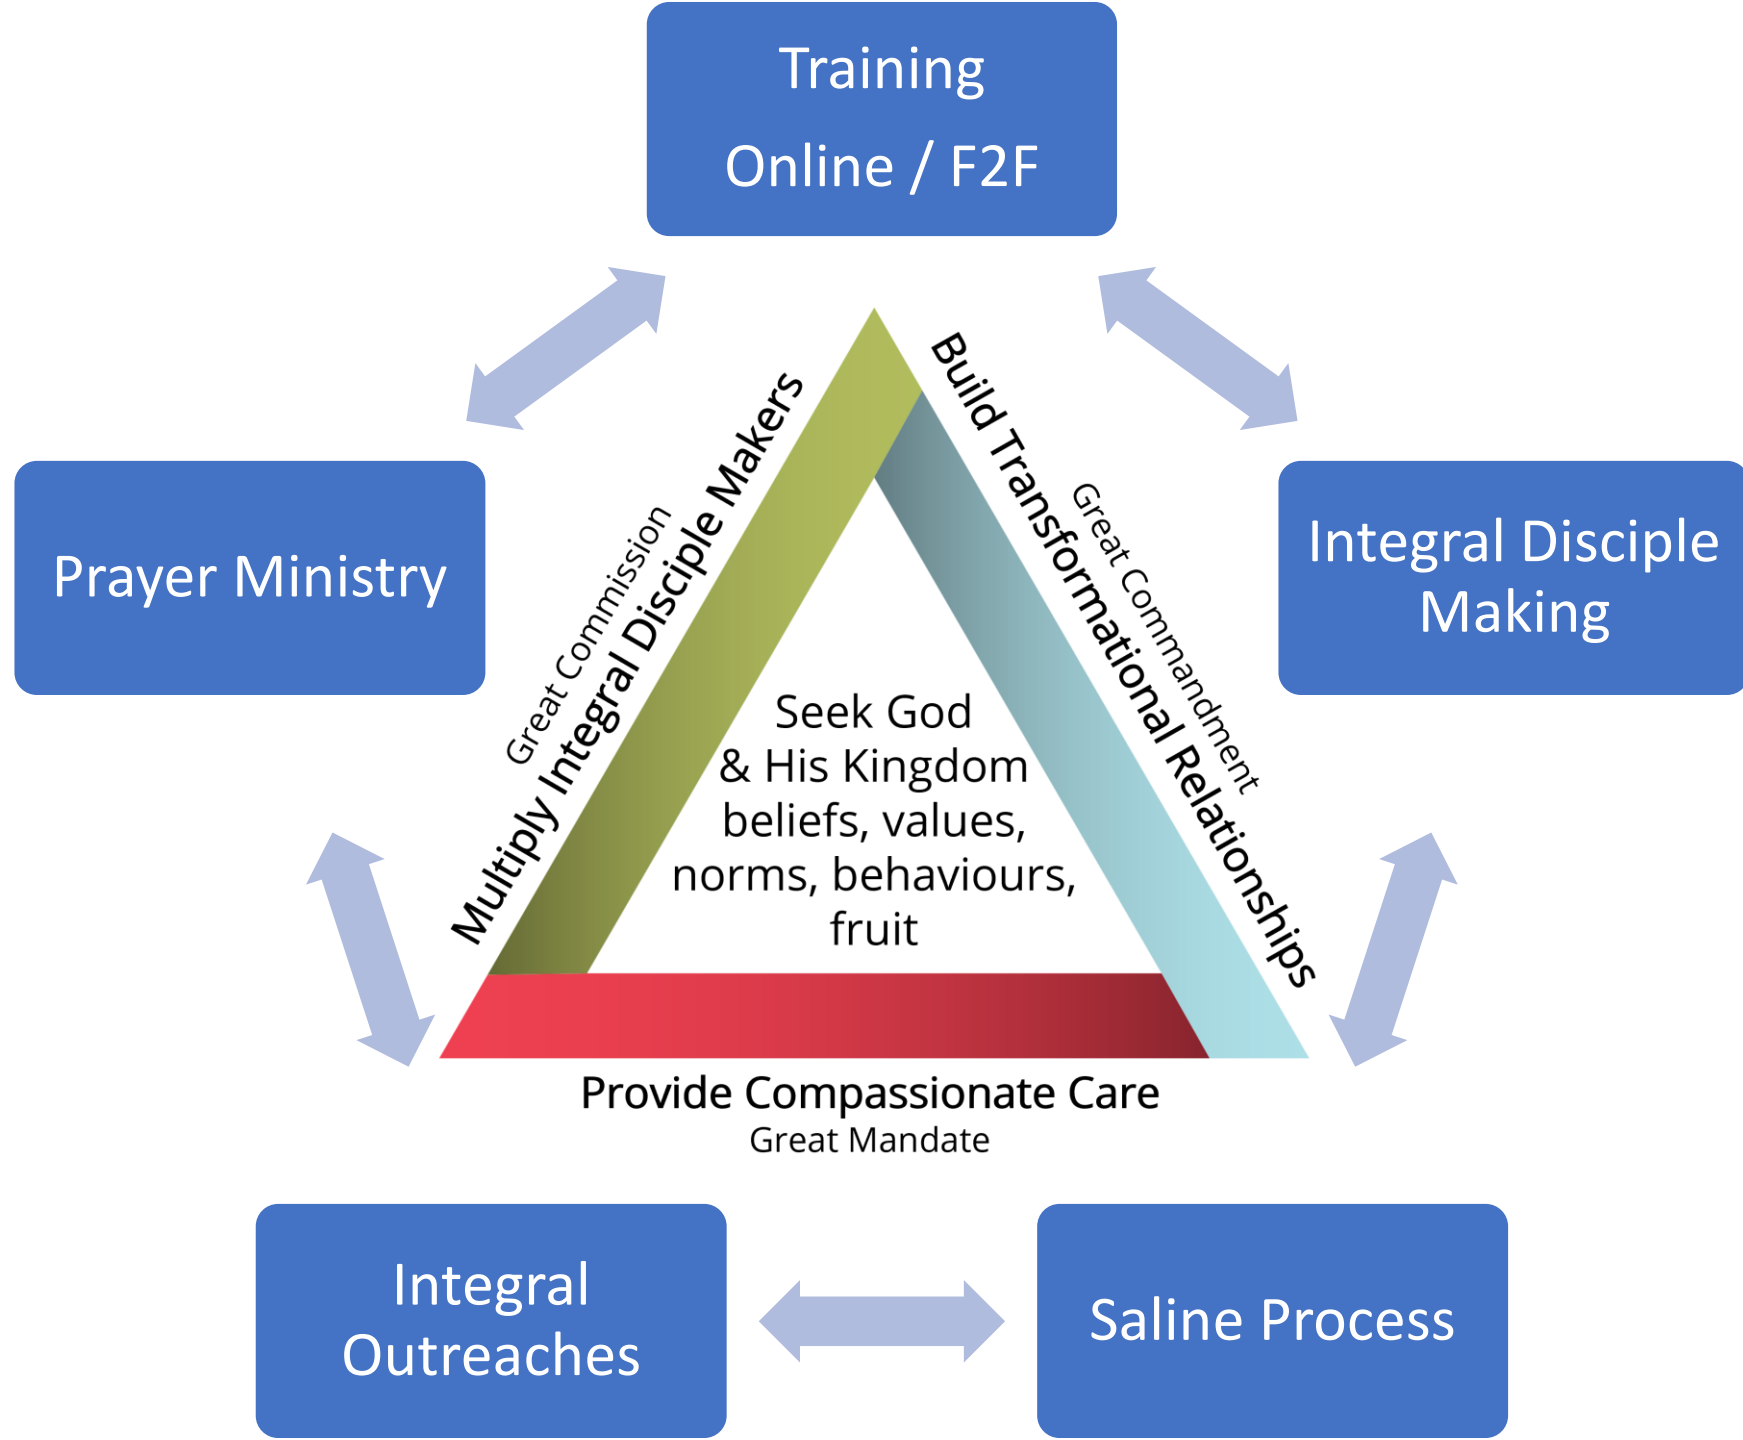 Training
Online / F2F
Prayer Ministry
Integral Disciple
Making
Great Commission
Multiply Integral Disciple Makers
Build Transformational Relationships
Great Commandment
Seek God
& His Kingdom
beliefs, values,
norms, behaviours,
fruit
Provide Compassionate Care
Great Mandate
Integral
Outreaches
Saline Process